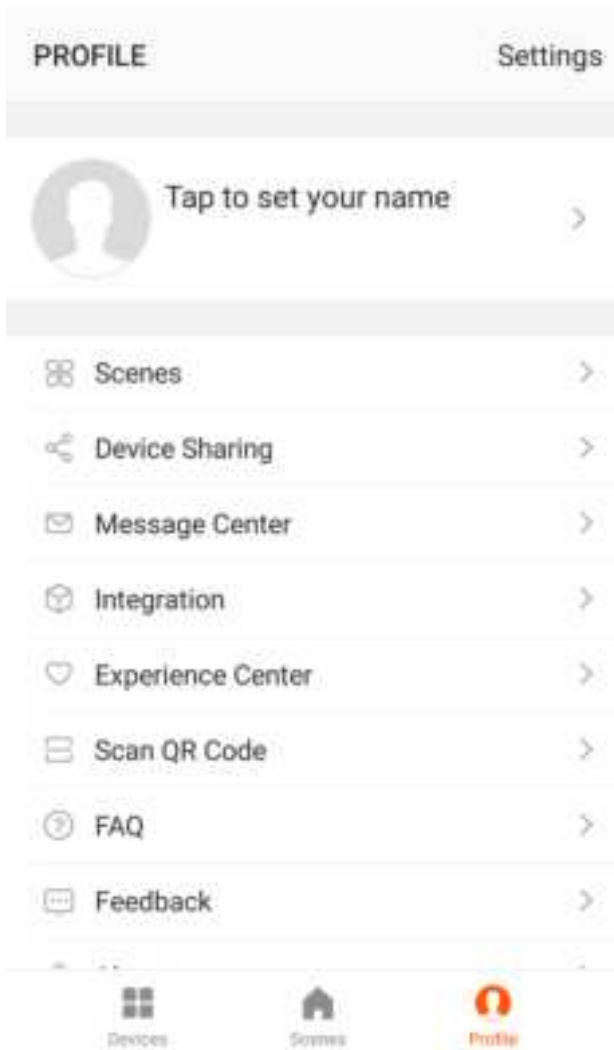 PROFILE
Settings
Tap to set your name
Scenes
Device Sharing
Message Center
Integration
Experience Center
Scan QR Code
FAQ
Feedback
Devices
Scenes
Profile